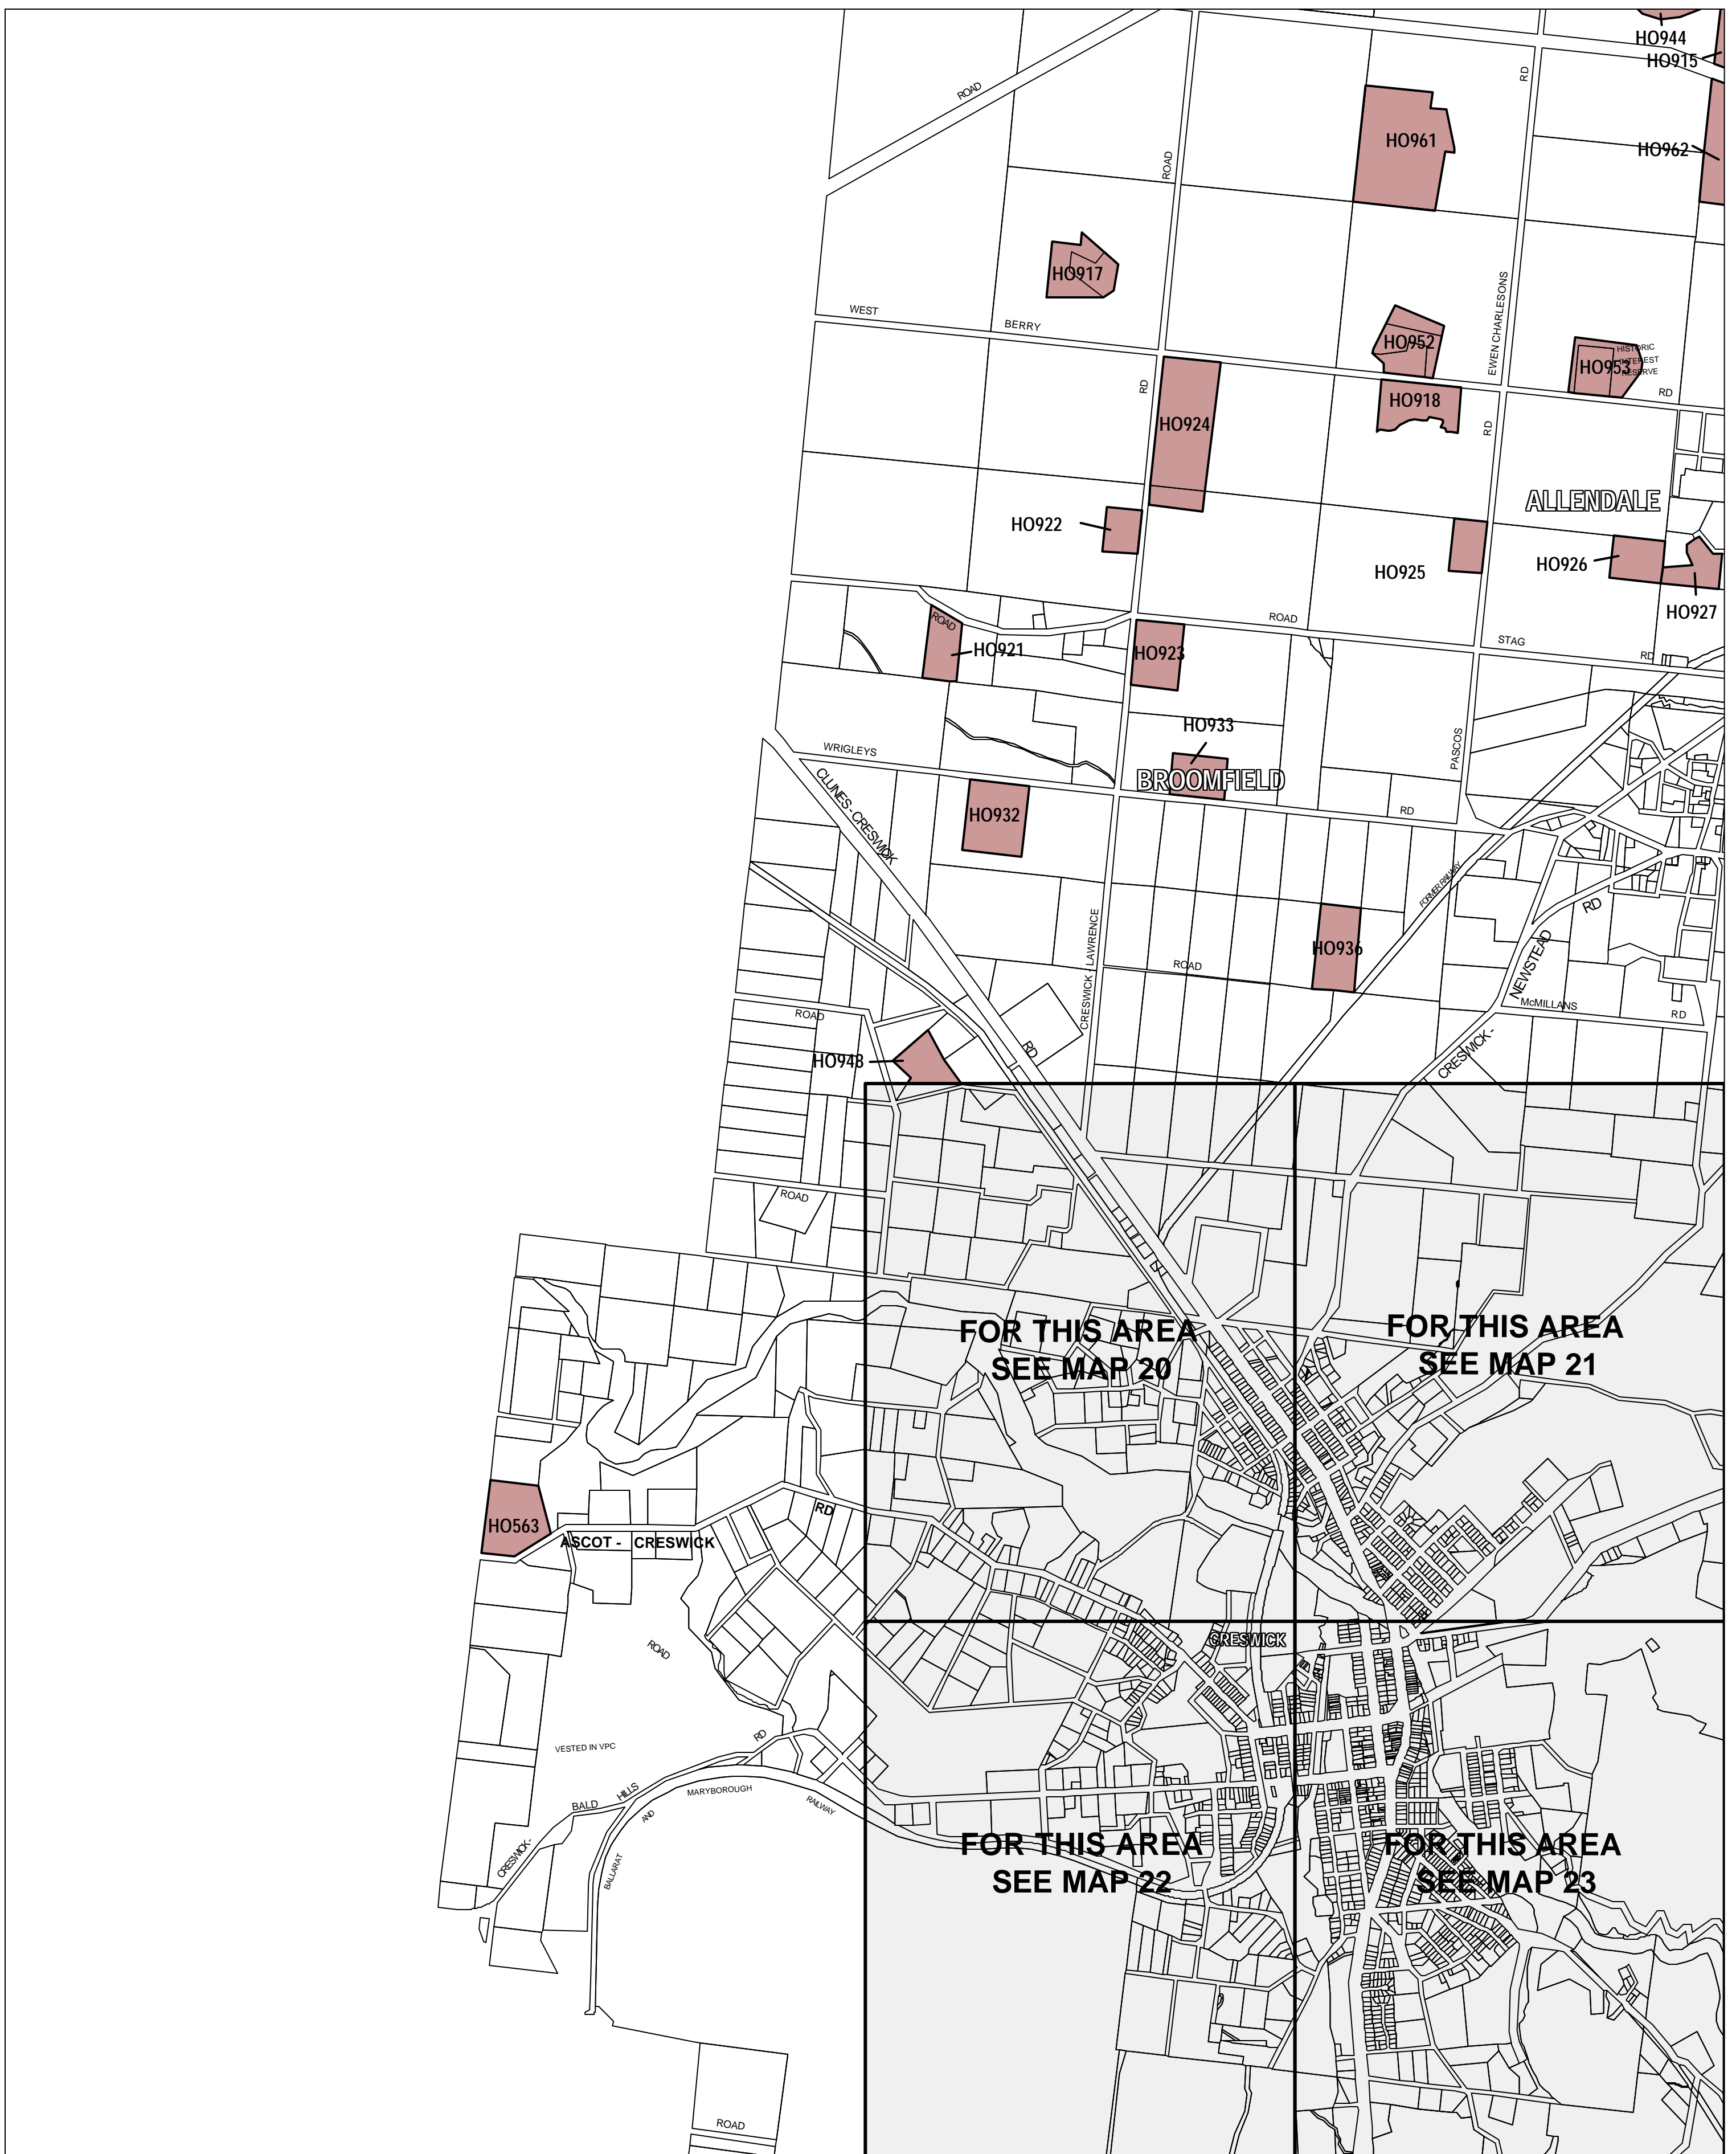 HO944
HO915
RD
ROAD
HO961
HO962
ROAD
HO917
EWEN CHARLESONS
WEST
BERRY
HO952
HISTORIC
INTEREST
RESERVE
HO953
RD
RD
HO918
HO924
RD
ALLENDALE
HO922
HO925
HO926
HO927
ROAD
ROAD
HO921
HO923
STAG
RD
HO933
WRIGLEYS
PASCOS
BROOMFIELD
CLUNES - CRESWICK
HO932
RD
FORMER RAILWAY
RD
HO936
CRESWICK - LAWRENCE
ROAD
NEWSTEAD
McMILLANS
RD
ROAD
RD
CRESWICK -
HO948
ROAD
FOR THIS AREA
SEE MAP 20
FOR THIS AREA
SEE MAP 21
RD
HO563
ASCOT - CRESWICK
ROAD
CRESWICK
VESTED IN VPC
RD
HILLS
MARYBOROUGH
RAILWAY
BALD
AND
CRESWICK-
BALLARAT
FOR THIS AREA
SEE MAP 22
FOR THIS AREA
SEE MAP 23
ROAD